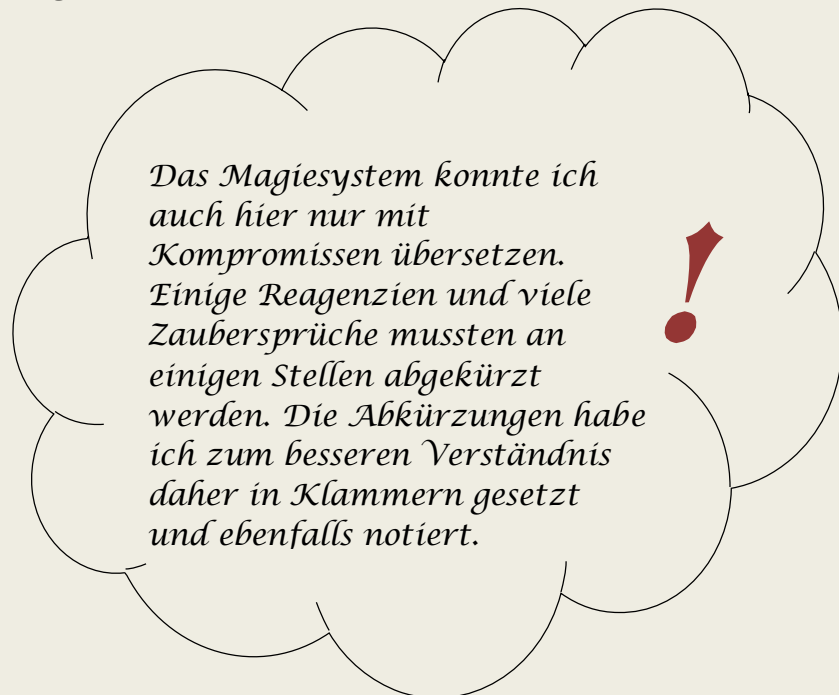 Das Magiesystem konnte ich
auch hier nur mit
Kompromissen übersetzen.
Einige Reagenzien und viele
Zaubersprüche mussten an
einigen Stellen abgekürzt
werden. Die Abkürzungen habe
ich zum besseren Verständnis
daher in Klammern gesetzt
und ebenfalls notiert.
!